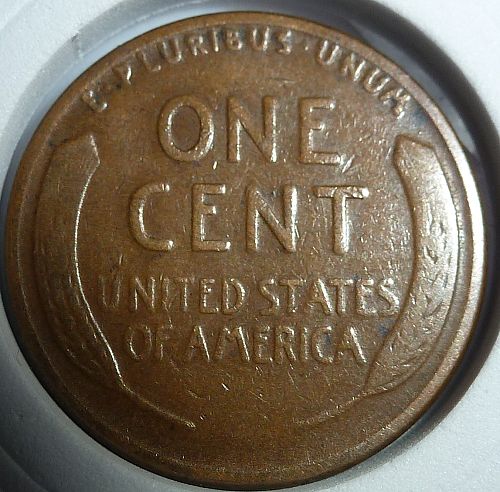 E·PLURIBUS·UNUM
ONE
CENT
UNITED STATES
OF AMERICA